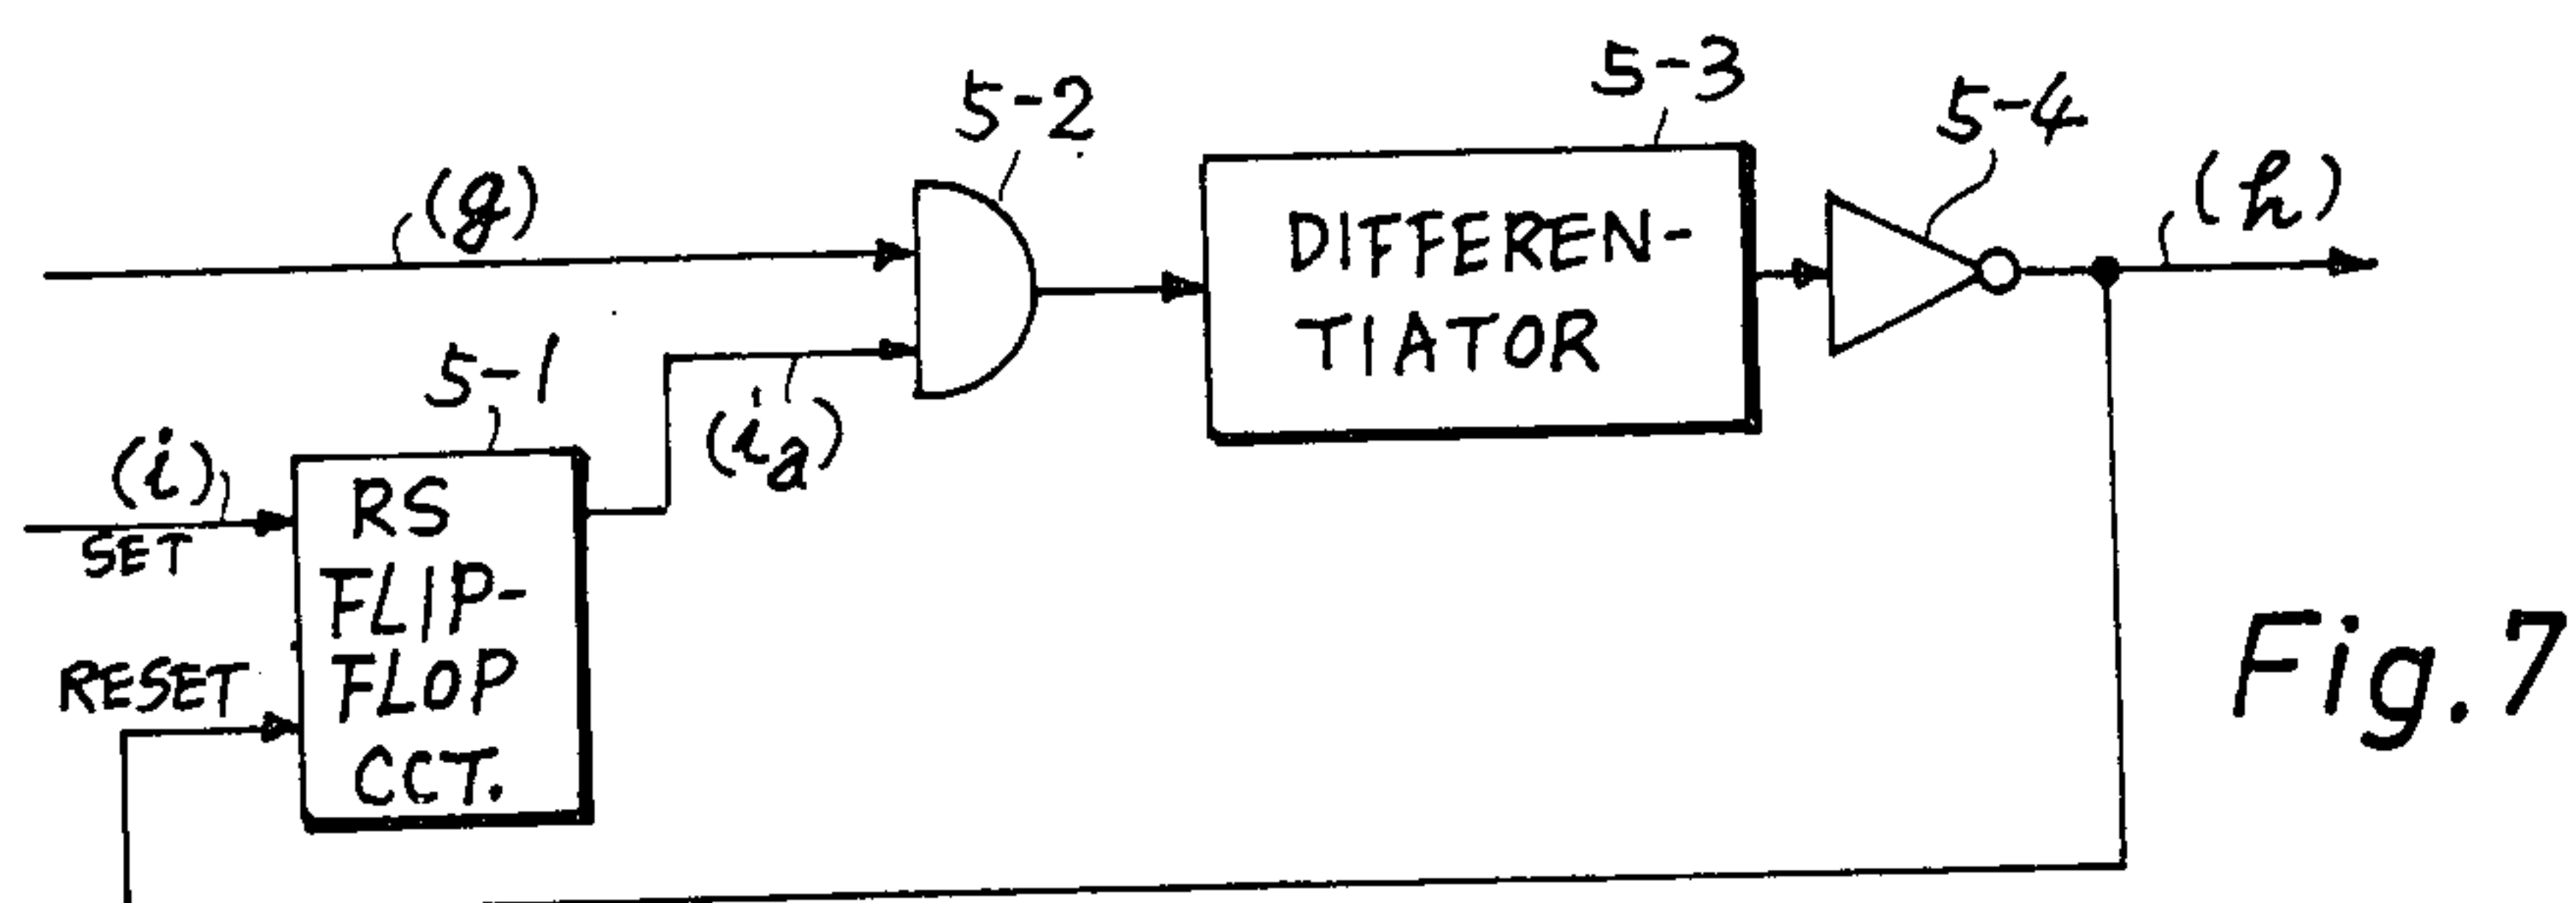 5-3
5-2
5-4
(g)
(h)
DIFFEREN-
TIATOR
5-1
(ia)
(i)
SET
RS
FLIP-
FLOP
CCT.
RESET
Fig. 7